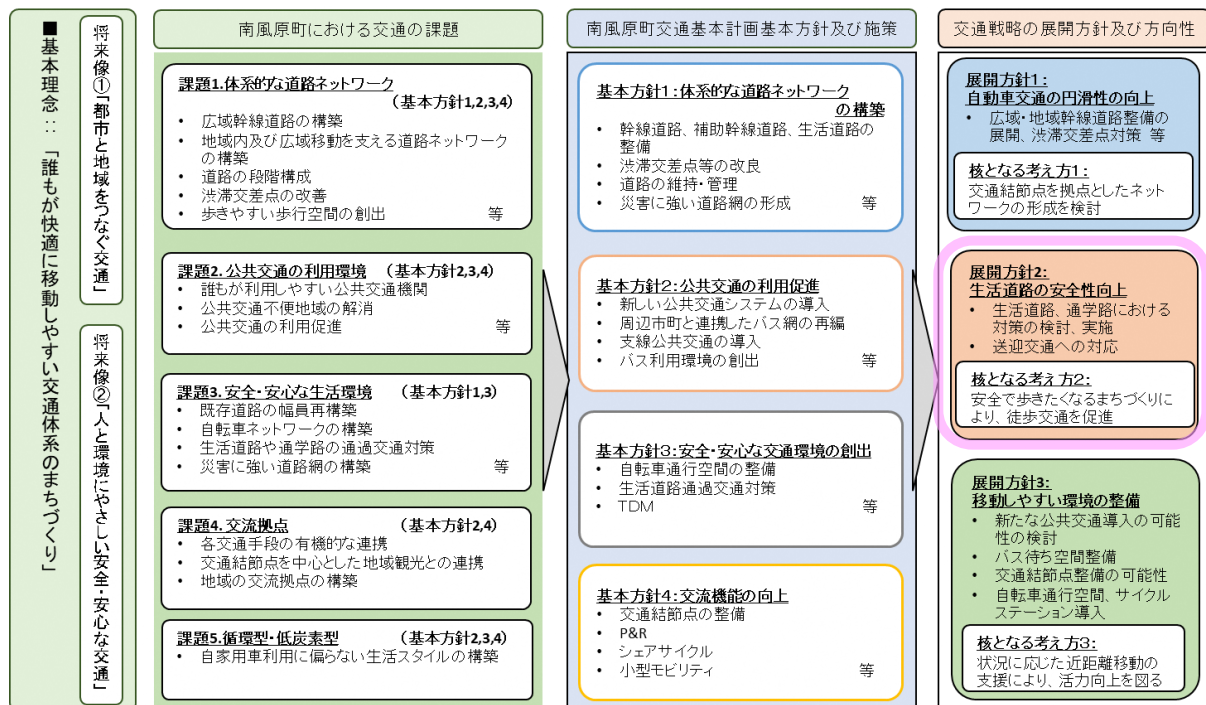 ■基本理念::「誰もが快適に移動しやすい交通体系のまちづくり」
将来像①「都市と地域をつなぐ交通」
将来像②「人と環境にやさしい安全・安心な交通」
南風原町における交通の課題
課題1.体系的な道路ネットワーク
(基本方針1,2,3,4)
• 広域幹線道路の構築
• 地域内及び広域移動を支える道路ネットワーク
の構築
• 道路の段階構成
• 渋滞交差点の改善
• 歩きやすい歩行空間の創出 等
課題2.公共交通の利用環境 (基本方針2,3,4)
• 誰もが利用しやすい公共交通機関
• 公共交通不便地域の解消
• 公共交通の利用促進 等
課題3.安全・安心な生活環境 (基本方針1,3)
• 既存道路の幅員再構築
• 自転車ネットワークの構築
• 生活道路や通学路の通過交通対策
• 災害に強い道路網の構築 等
課題4.交流拠点 (基本方針2,4)
• 各交通手段の有機的な連携
• 交通結節点を中心とした地域観光との連携
• 地域の交流拠点の構築
課題5.循環型・低炭素型 (基本方針2,3,4)
• 自家用車利用に偏らない生活スタイルの構築
南風原町交通基本計画基本方針及び施策
基本方針1:体系的な道路ネットワーク
の構築
• 幹線道路、補助幹線道路、生活道路の
整備
• 渋滞交差点等の改良
• 道路の維持・管理
• 災害に強い道路網の形成 等
基本方針2:公共交通の利用促進
• 新しい公共交通システムの導入
• 周辺市町と連携したバス網の再編
• 支線公共交通の導入
• バス利用環境の創出 等
基本方針3:安全・安心な交通環境の創出
• 自転車通行空間の整備
• 生活道路通過交通対策
• TDM 等
基本方針4:交流機能の向上
• 交通結節点の整備
• P&R
• シェアサイクル
• 小型モビリティ 等
交通戦略の展開方針及び方向性
展開方針1:
自動車交通の円滑性の向上
• 広域・地域幹線道路整備の
展開、渋滞交差点対策 等
核となる考え方1:
交通結節点を拠点としたネット
ワークの形成を検討
展開方針2:
生活道路の安全性向上
• 生活道路、通学路における
対策の検討、実施
• 送迎交通への対応
核となる考え方2:
安全で歩きたくなるまちづくりに
より、徒歩交通を促進
展開方針3:
移動しやすい環境の整備
• 新たな公共交通導入の可能
性の検討
• バス待ち空間整備
• 交通結節点整備の可能性
• 自転車通行空間、サイクル
ステーション導入
核となる考え方3:
状況に応じた近距離移動の
支援により、活力向上を図る